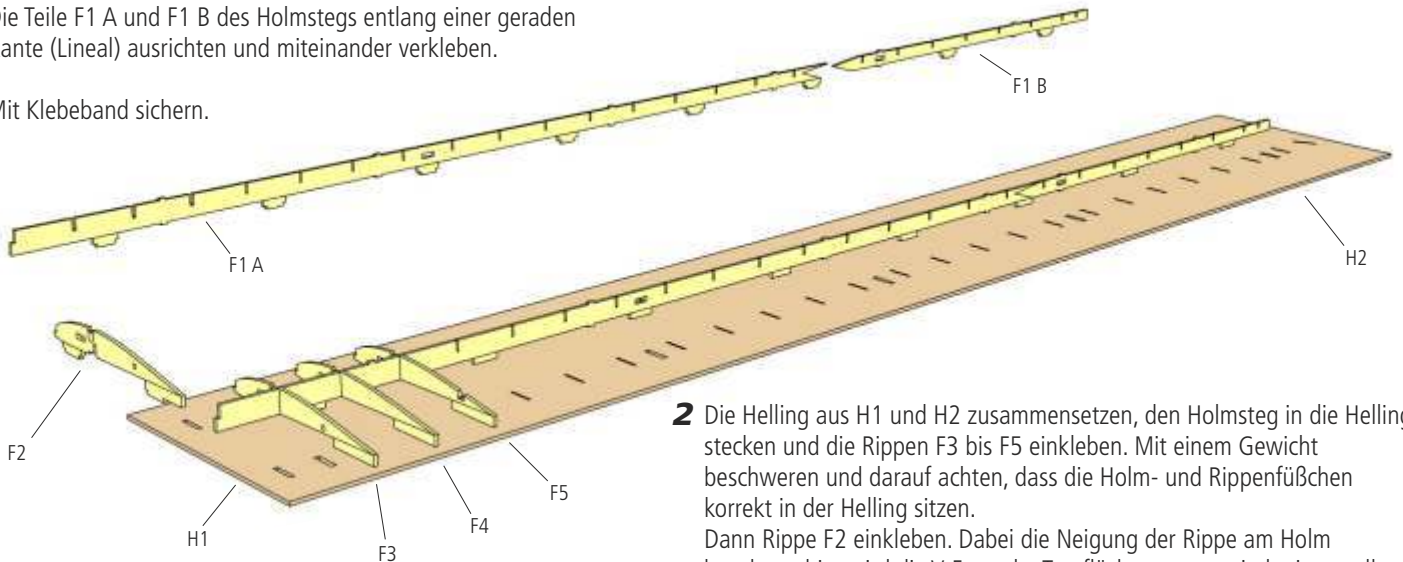 ie Teile F1 A und F1 B des Holmstegs entlang einer geraden
ante (Lineal) ausrichten und miteinander verkleben.
Mit Klebeband sichern.
F1 B
F1 A
H2
F2
2 Die Helling aus H1 und H2 zusammensetzen, den Holmsteg in die Helling
stecken und die Rippen F3 bis F5 einkleben. Mit einem Gewicht
beschweren und darauf achten, dass die Holm- und Rippenfüßchen
korrekt in der Helling sitzen.
Dann Rippe F2 einkleben. Dabei die Neigung der Rippe am Holm
F5
F4
H1
F3